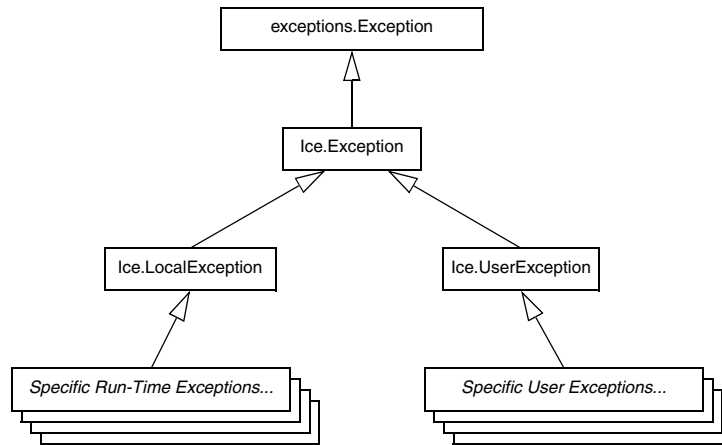 exceptions.Exception
Ice.Exception
Ice.LocalException
Ice.UserException
Specific Run-Time Exceptions...
Specific User Exceptions...